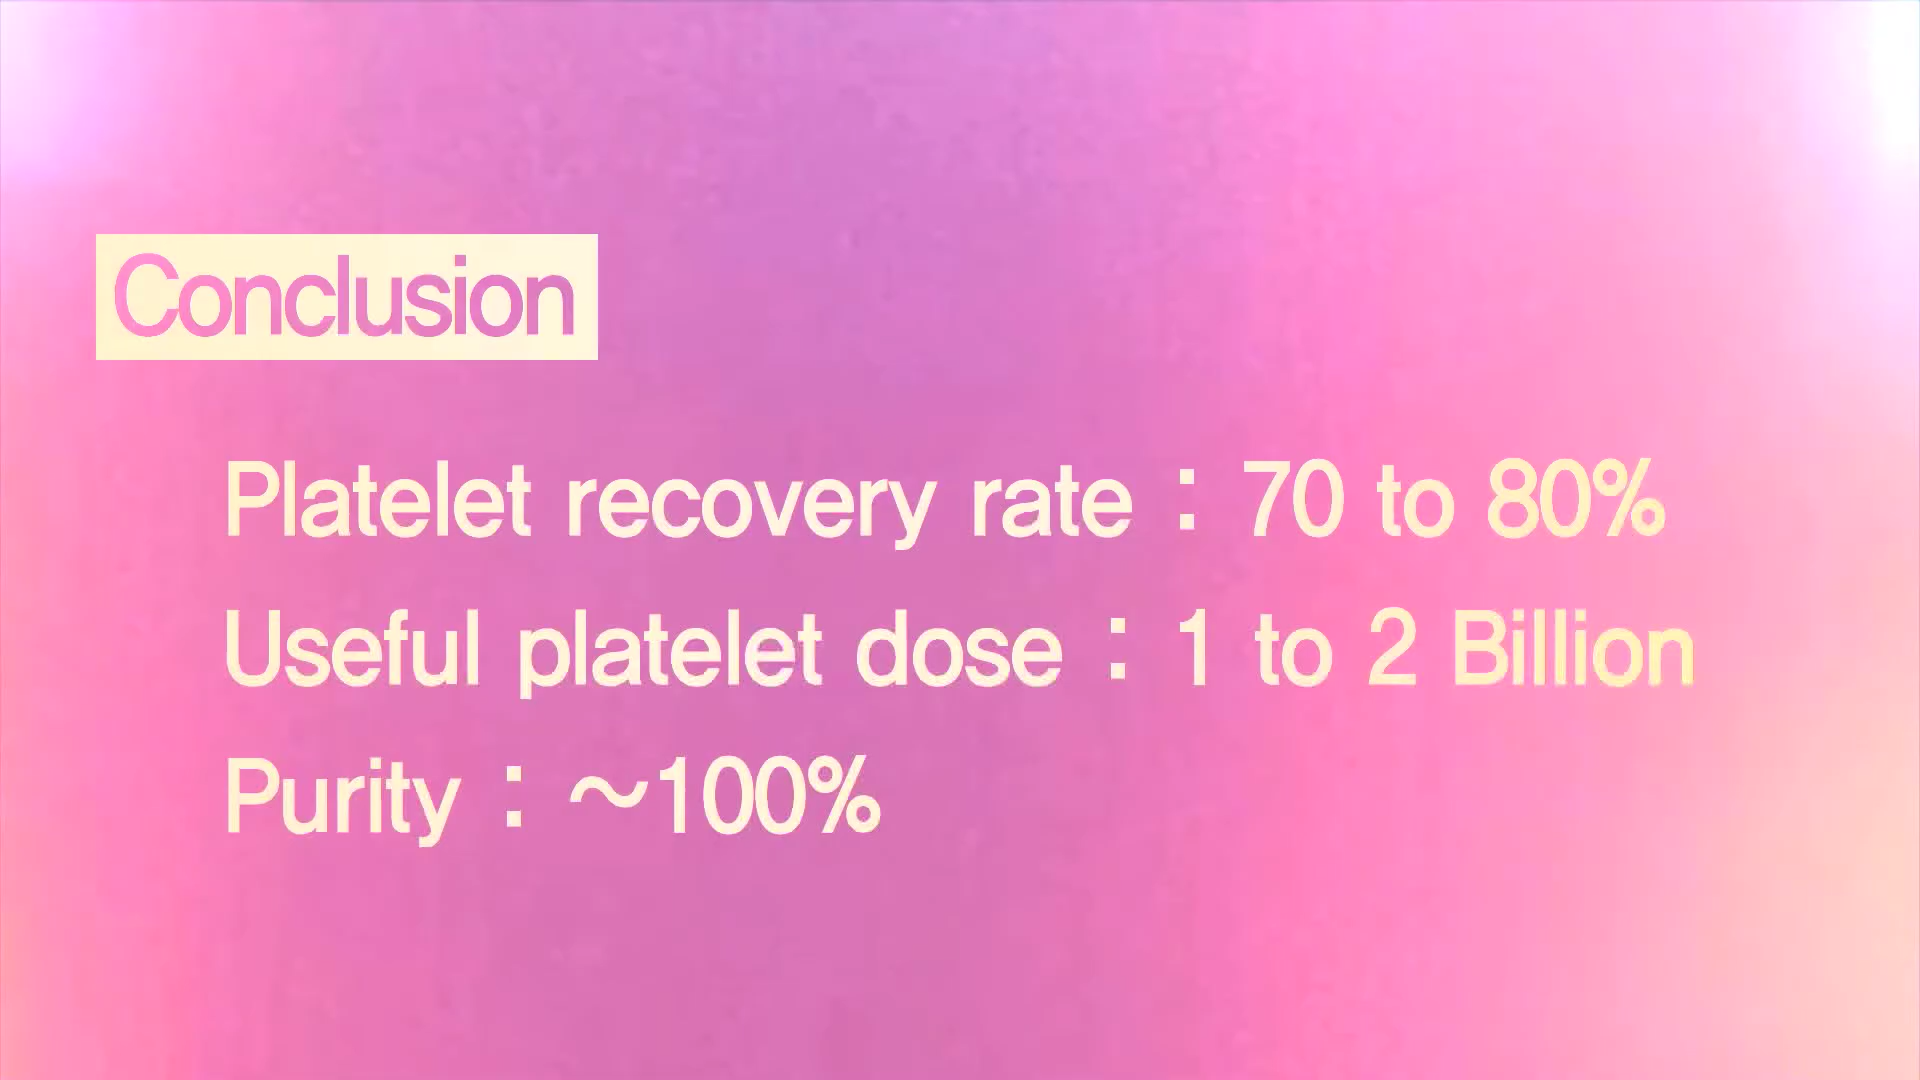 Conclusion
Platelet recovery rate : 70 to 80%
Useful platelet dose : 1 to 2 Billion
Purity : ~100%